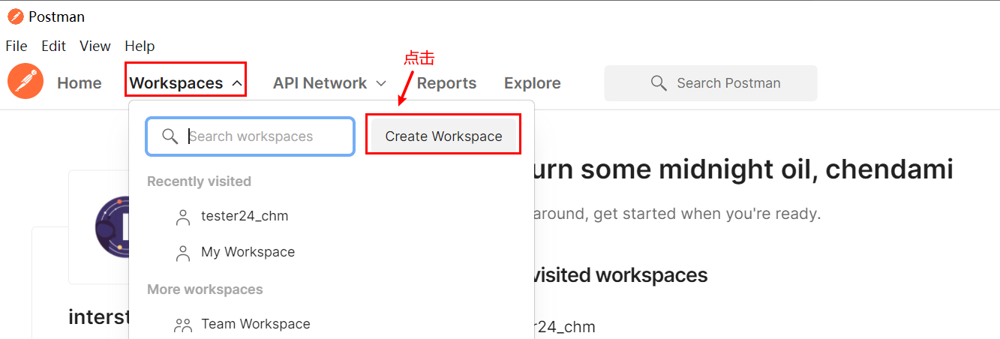 Postman
File Edit View Help
点击
Home Workspaces API Network Reports Explore Search Postman
Search workspaces Create Workspace
urn some midnight oil, chendami
Recently visited
around, get started when you're ready.
tester24_chm
My Workspace
visited workspaces
More workspaces
interst
Team Workspace
r24_chm